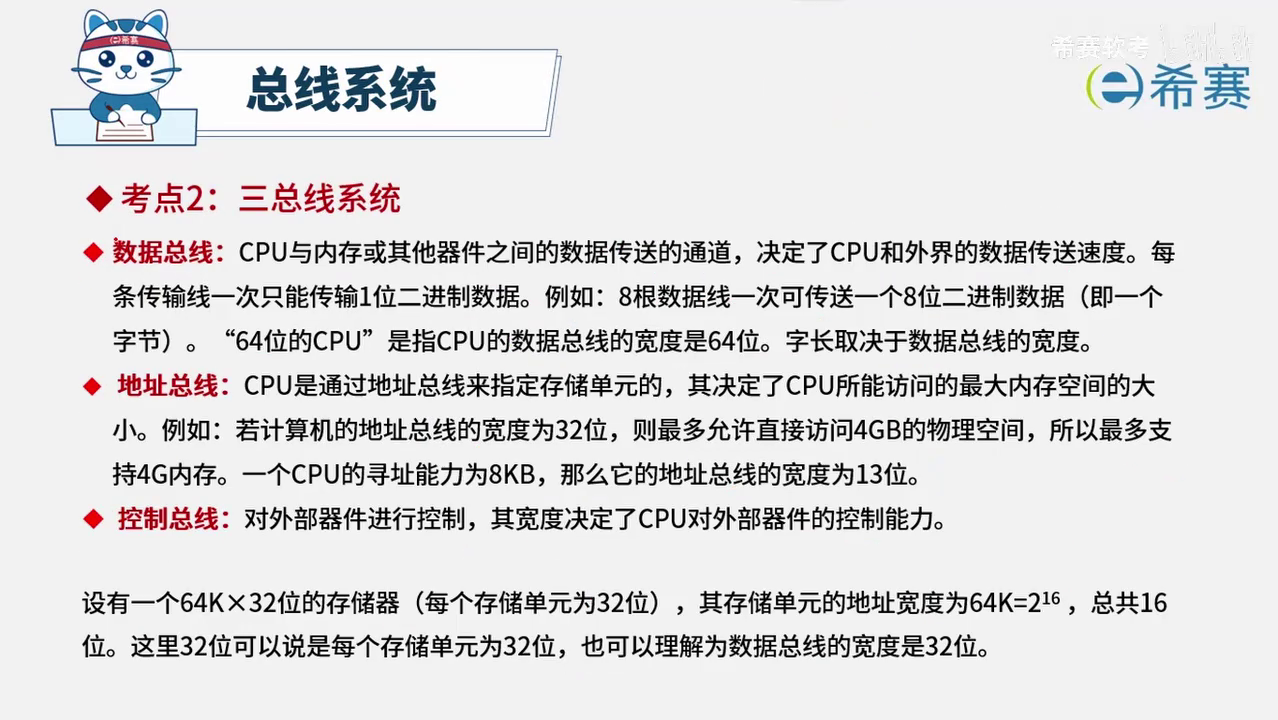 希赛
希赛软考
总线系统
希赛
考点2：三总线系统
数据总线：CPU与内存或其他器件之间的数据传送的通道，决定了CPU和外界的数据传送速度。每
条传输线一次只能传输1位二进制数据。例如：8根数据线一次可传送一个8位二进制数据（即一个
字节）。“64位的CPU”是指CPU的数据总线的宽度是64位。字长取决于数据总线的宽度。
地址总线：CPU是通过地址总线来指定存储单元的，其决定了CPU所能访问的最大内存空间的大
小。例如：若计算机的地址总线的宽度为32位，则最多允许直接访问4GB的物理空间，所以最多支
持4G内存。一个CPU的寻址能力为8KB，那么它的地址总线的宽度为13位。
控制总线：对外部器件进行控制，其宽度决定了CPU对外部器件的控制能力。
设有一个64K×32位的存储器（每个存储单元为32位），其存储单元的地址宽度为64K=2¹⁶，总共16
位。这里32位可以说是每个存储单元为32位，也可以理解为数据总线的宽度是32位。